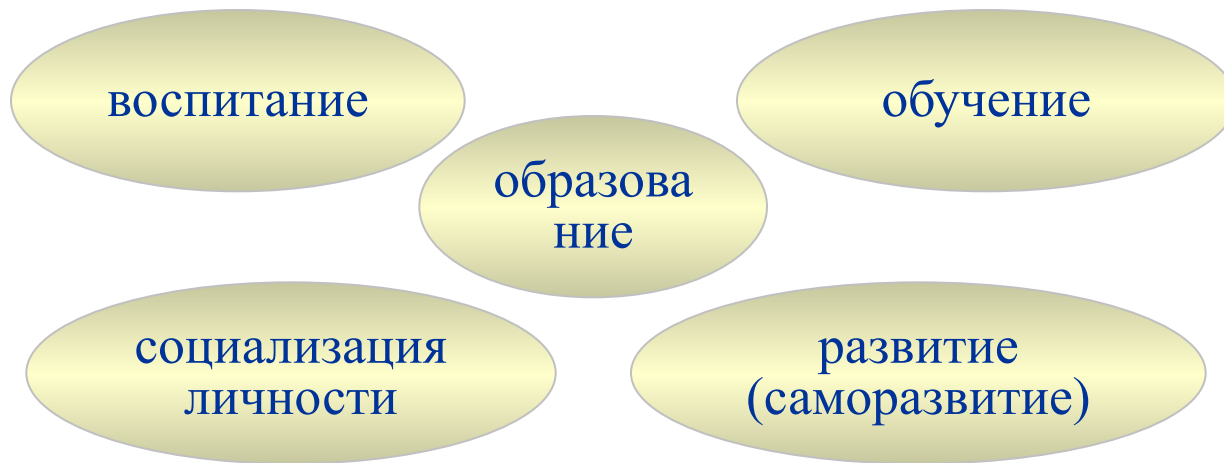 воспитание
обучение
образова
ние
социализация
личности
развитие
(саморазвитие)